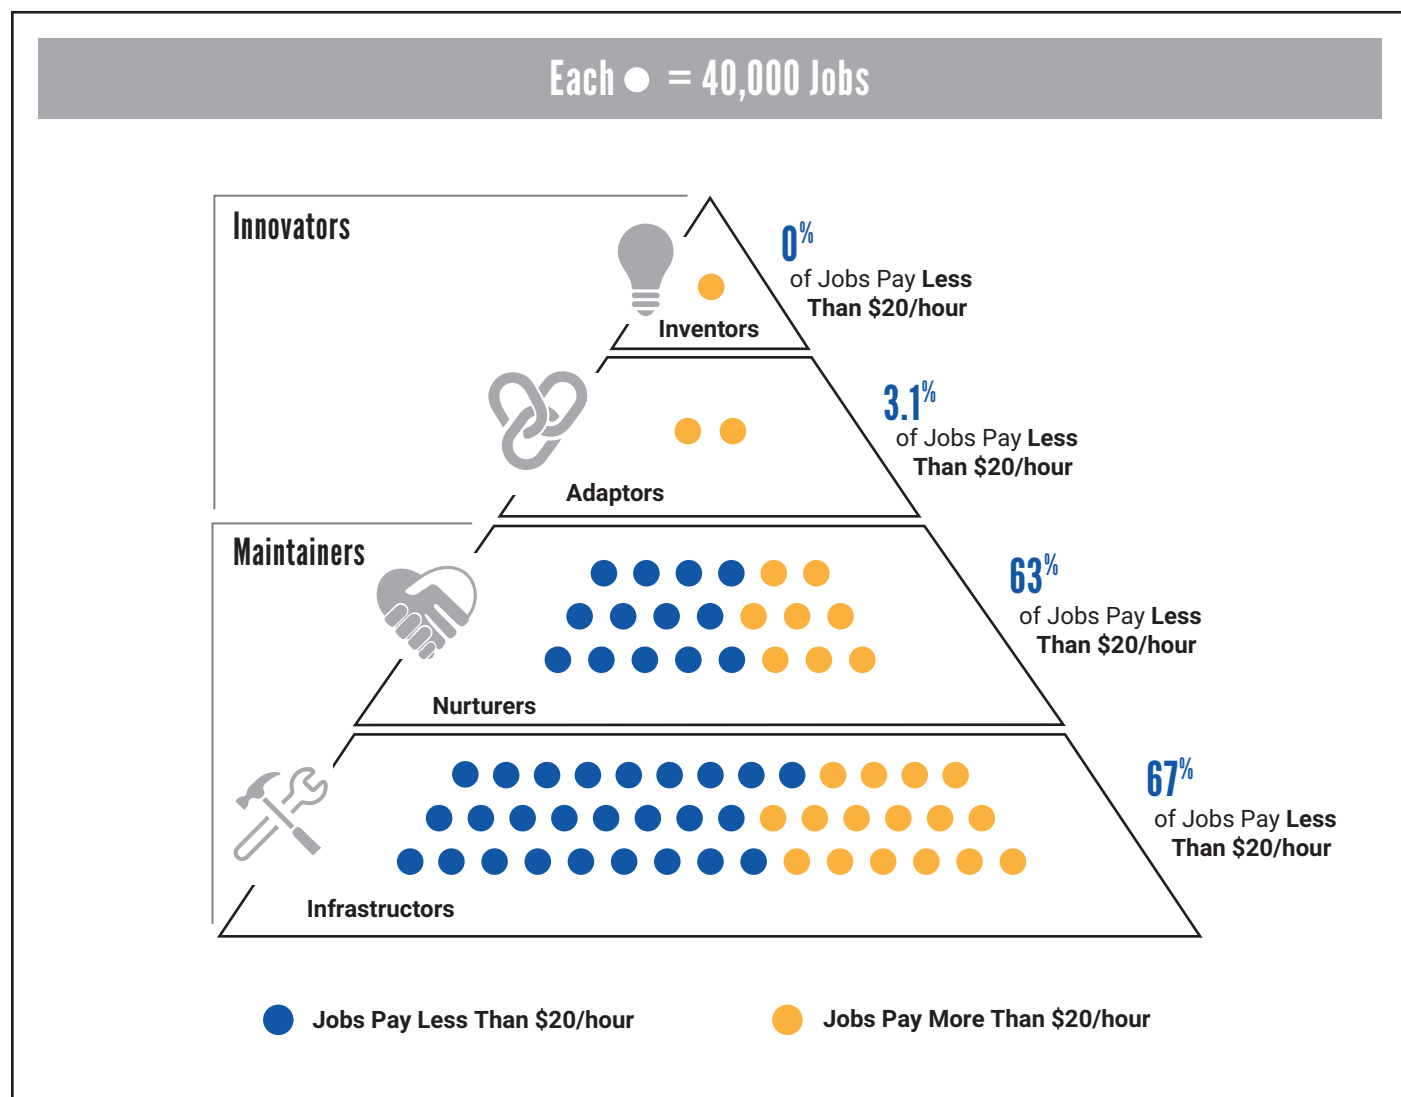 Each = 40,000 Jobs
Innovators
0%
of Jobs Pay Less
Than $20/hour
Inventors
3.1%
of Jobs Pay Less
Than $20/hour
Adaptors
Maintainers
63%
of Jobs Pay Less
Than $20/hour
Nurturers
67%
of Jobs Pay Less
Than $20/hour
Infrastructors
Jobs Pay Less Than $20/hour
Jobs Pay More Than $20/hour